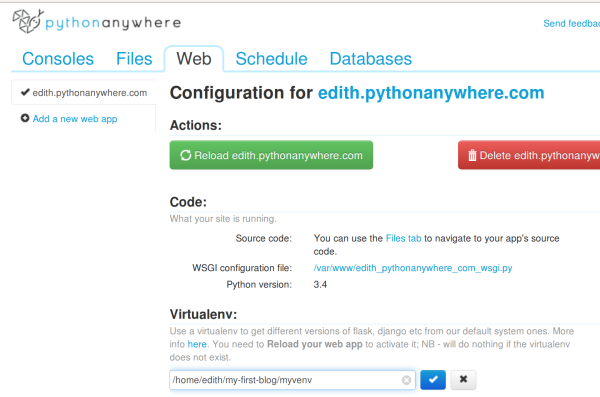 pythonanywhere
Send feedbac
Consoles Files Web Schedule Databases
edith.pythonanywhere.com
Add a new web app
Configuration for edith.pythonanywhere.com
Actions:
Reload edith.pythonanywhere.com
Delete edith.pythonanyw
Code:
What your site is running.
Source code: You can use the Files tab to navigate to your app's source
code.
WSGI configuration file: /var/www/edith_pythonanywhere_com_wsgi.py
Python version: 3.4
Virtualenv:
Use a virtualenv to get different versions of flask, django etc from our default system ones. More
info here. You need to Reload your web app to activate it; NB - will do nothing if the virtualenv
does not exist.
/home/edith/my-first-blog/myvenv